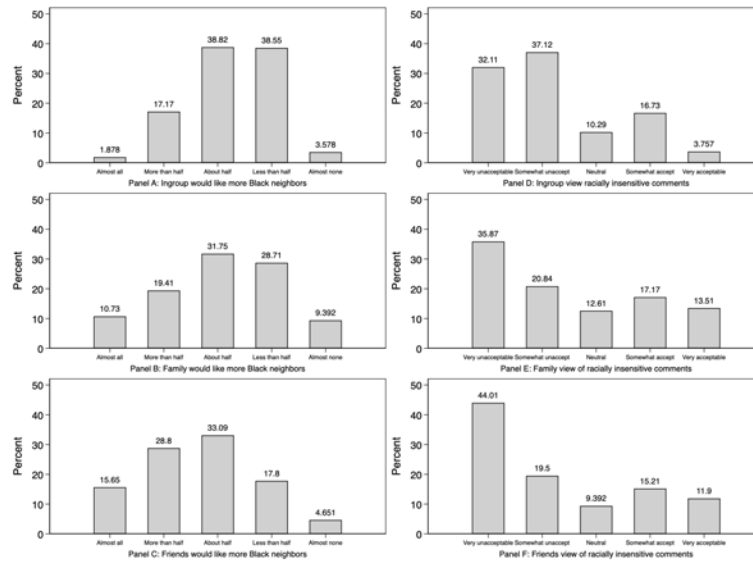 50
40
30
20
10
0
Percent
1.878
17.17
38.82
38.55
3.578
Almost all
More than half
About half
Less than half
Almost none
Panel A: Ingroup would like more Black neighbors
50
40
30
20
10
0
Percent
32.11
37.12
10.29
16.73
3.757
Very unacceptable
Somewhat unaccept
Neutral
Somewhat accept
Very acceptable
Panel D: Ingroup view racially insensitive comments
50
40
30
20
10
0
Percent
10.73
19.41
31.75
28.71
9.392
Almost all
More than half
About half
Less than half
Almost none
Panel B: Family would like more Black neighbors
50
40
30
20
10
0
Percent
35.87
20.84
12.61
17.17
13.51
Very unacceptable
Somewhat unaccept
Neutral
Somewhat accept
Very acceptable
Panel E: Family view of racially insensitive comments
50
40
30
20
10
0
Percent
15.65
28.8
33.09
17.8
4.651
Almost all
More than half
About half
Less than half
Almost none
Panel C: Friends would like more Black neighbors
50
40
30
20
10
0
Percent
44.01
19.5
9.392
15.21
11.9
Very unacceptable
Somewhat unaccept
Neutral
Somewhat accept
Very acceptable
Panel F: Friends view of racially insensitive comments